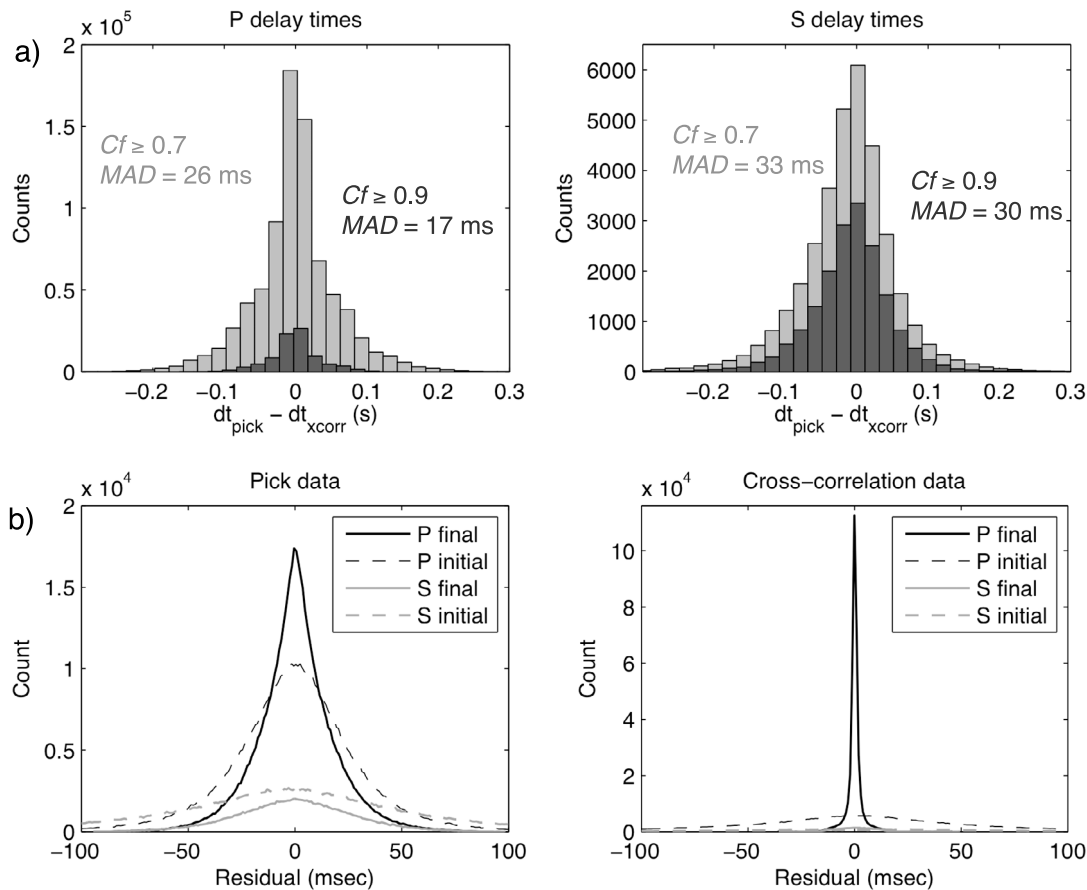 a)
P delay times
x 10^5
2
1.5
1
0.5
0
Counts
Cf ≥ 0.7
MAD = 26 ms
Cf ≥ 0.9
MAD = 17 ms
−0.2 −0.1 0 0.1 0.2 0.3
dt_pick − dt_xcorr (s)
S delay times
6000
5000
4000
3000
2000
1000
0
Counts
Cf ≥ 0.7
MAD = 33 ms
Cf ≥ 0.9
MAD = 30 ms
−0.2 −0.1 0 0.1 0.2 0.3
dt_pick − dt_xcorr (s)
b)
Pick data
x 10^4
2
1.5
1
0.5
0
Count
P final
P initial
S final
S initial
−100 −50 0 50 100
Residual (msec)
Cross−correlation data
x 10^4
10
8
6
4
2
0
Count
P final
P initial
S final
S initial
−100 −50 0 50 100
Residual (msec)